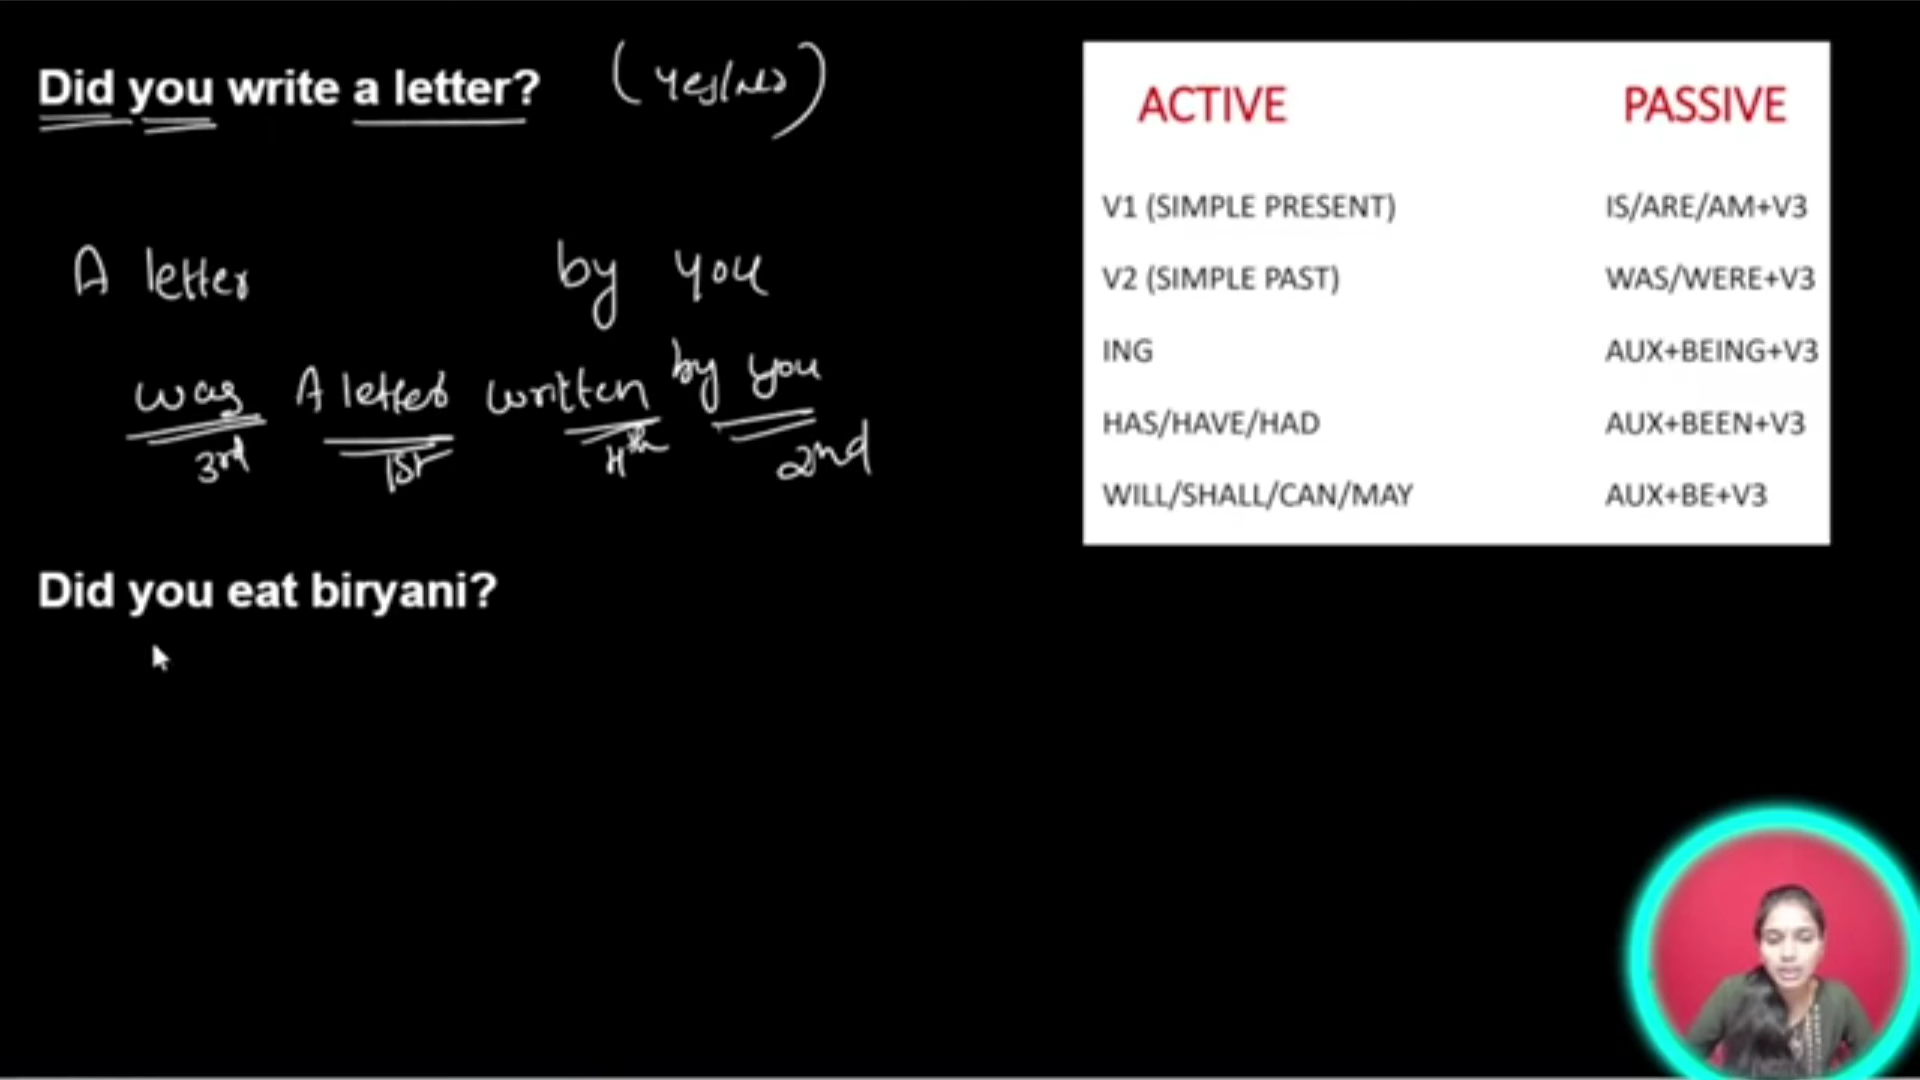 Did you write a letter? (Yes/No)
A letter by you
was A letter written by you
3rd 1st 4th 2nd
Did you eat biryani?
ACTIVE PASSIVE
V1 (SIMPLE PRESENT) IS/ARE/AM+V3
V2 (SIMPLE PAST) WAS/WERE+V3
ING AUX+BEING+V3
HAS/HAVE/HAD AUX+BEEN+V3
WILL/SHALL/CAN/MAY AUX+BE+V3